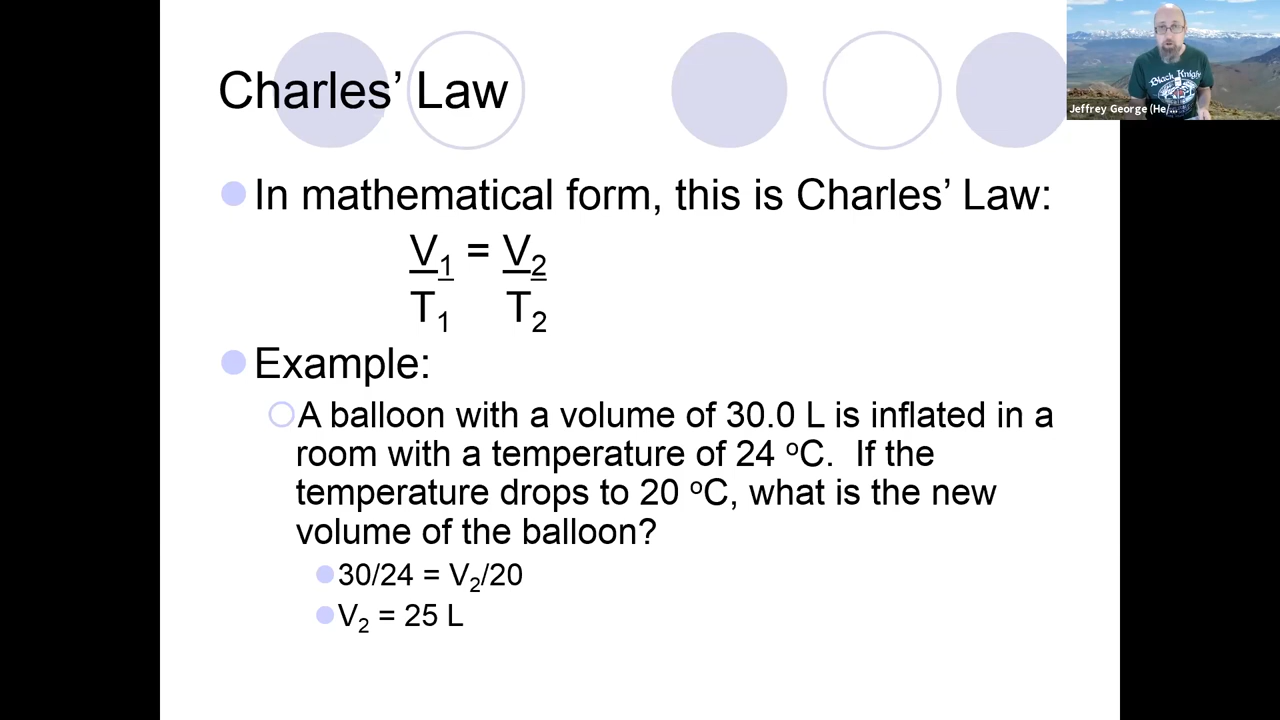 Charles’ Law
In mathematical form, this is Charles’ Law:
V1 = V2
T1 T2
Example:
A balloon with a volume of 30.0 L is inflated in a
room with a temperature of 24 oC. If the
temperature drops to 20 oC, what is the new
volume of the balloon?
30/24 = V2/20
V2 = 25 L
Black Knight
Jeffrey George (He/...